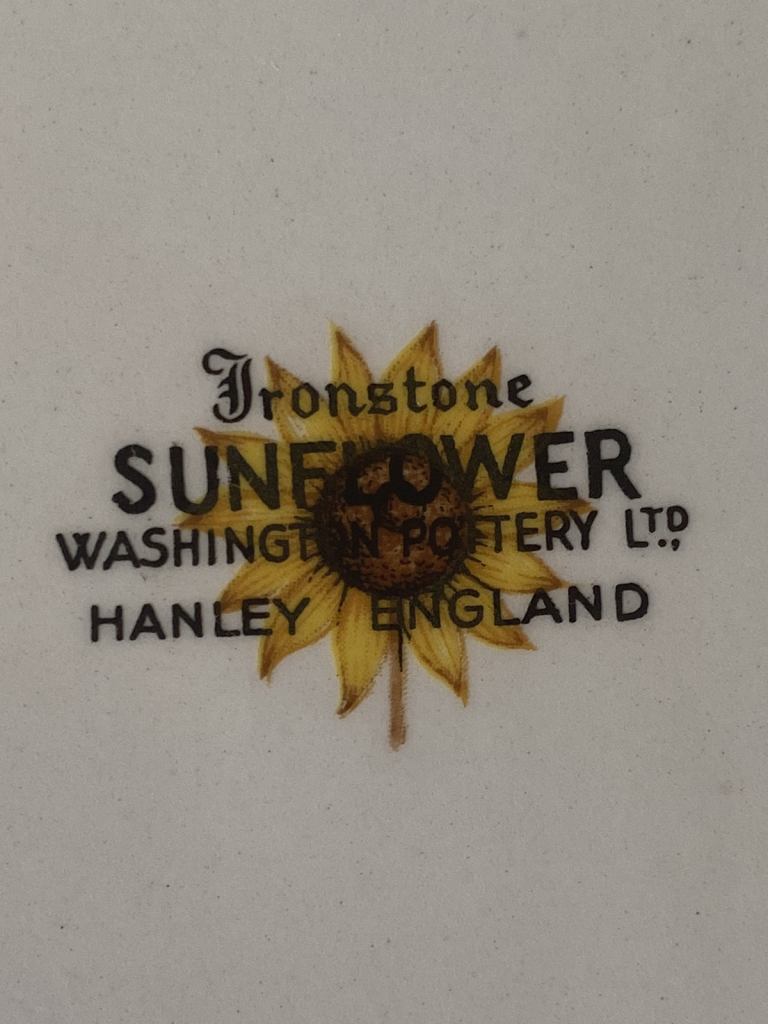 Ironstone
SUNFLOWER
WASHINGTON POTTERY LTD.,
HANLEY ENGLAND